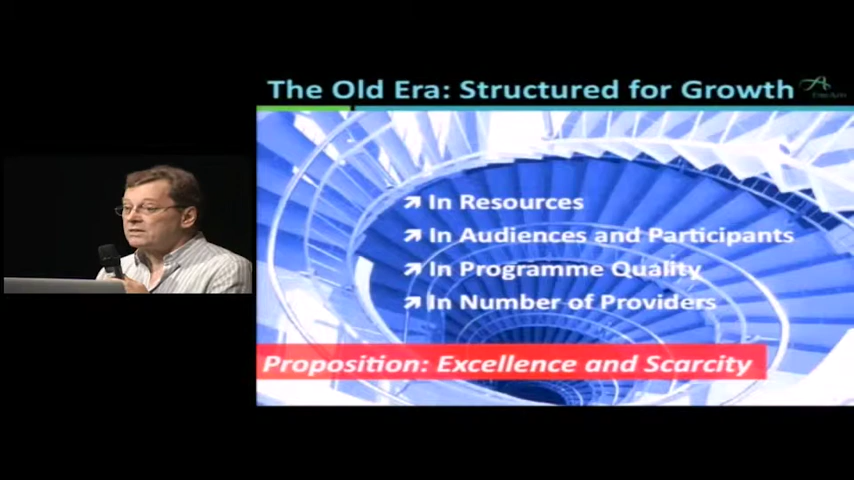 The Old Era: Structured for Growth
In Resources
In Audiences and Participants
In Programme Quality
In Number of Providers
Proposition: Excellence and Scarcity